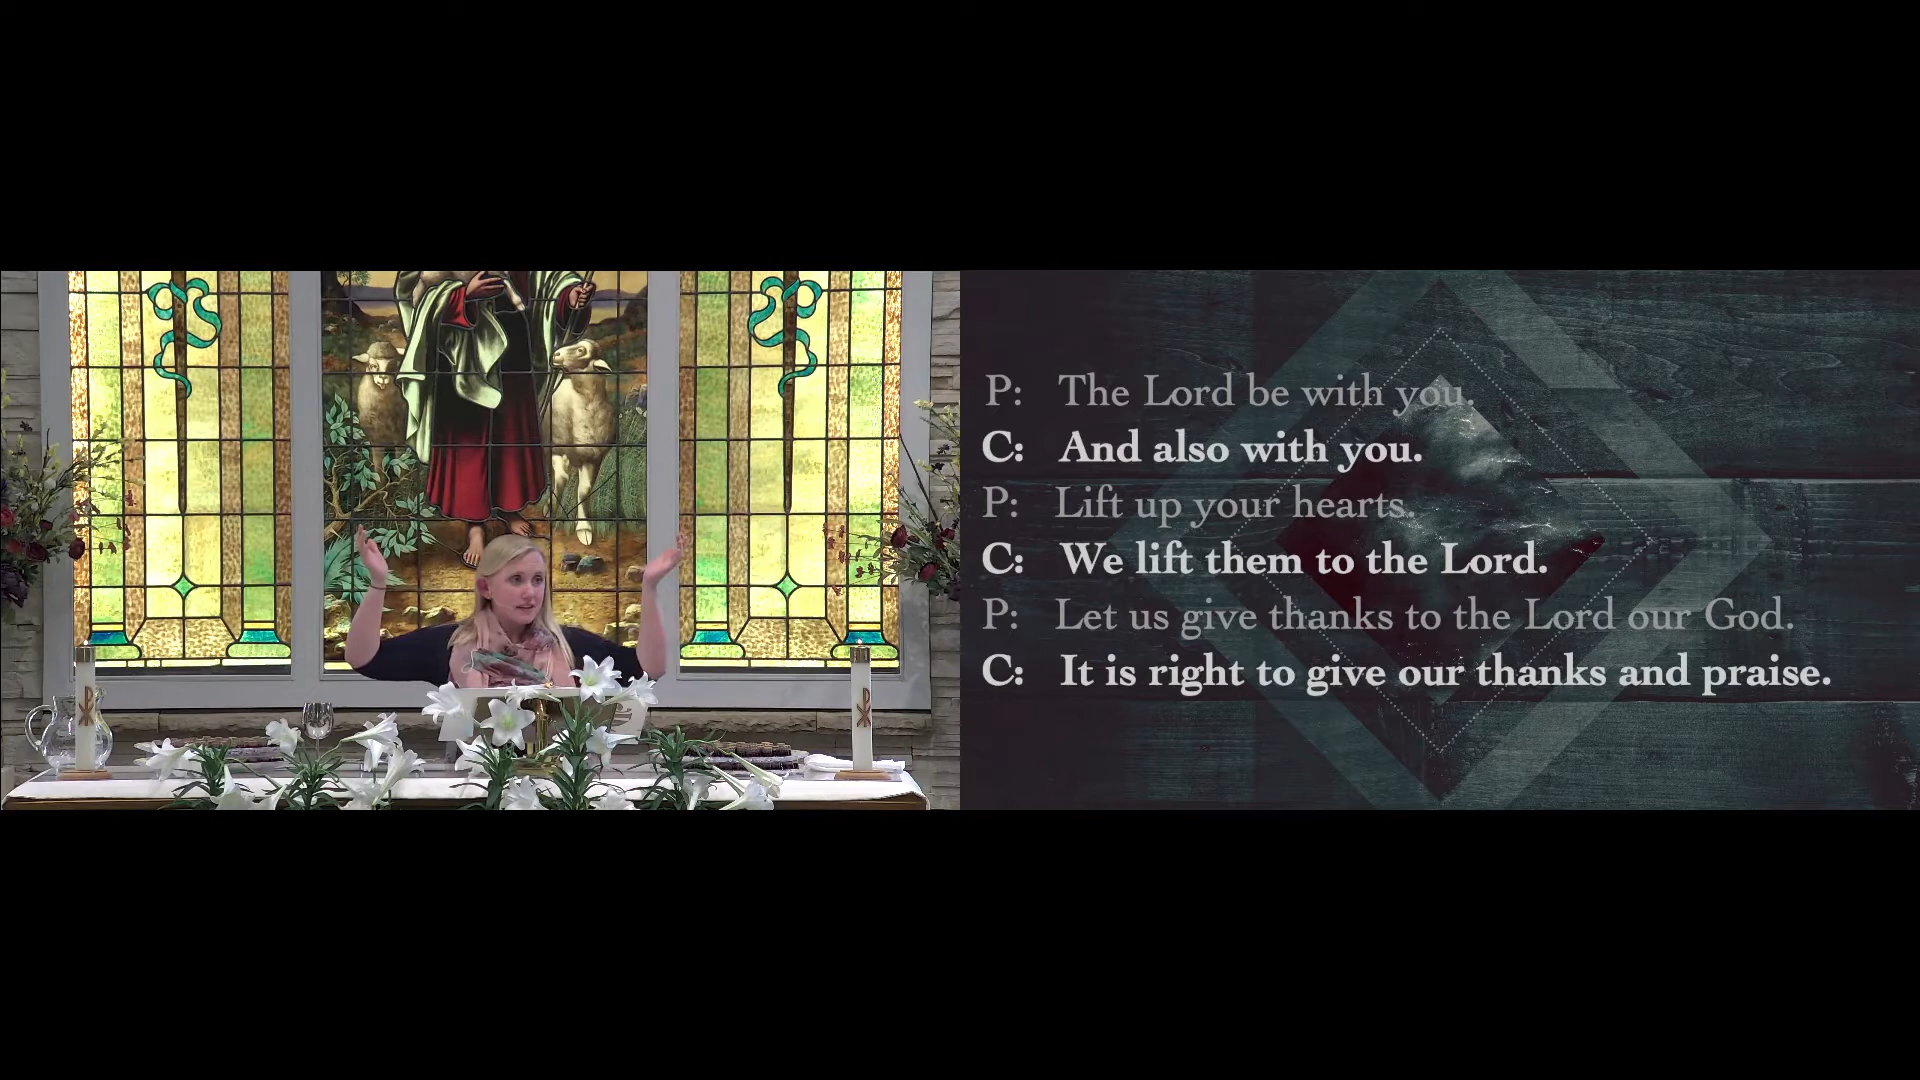 P: The Lord be with you.
C: And also with you.
P: Lift up your hearts.
C: We lift them to the Lord.
P: Let us give thanks to the Lord our God.
C: It is right to give our thanks and praise.